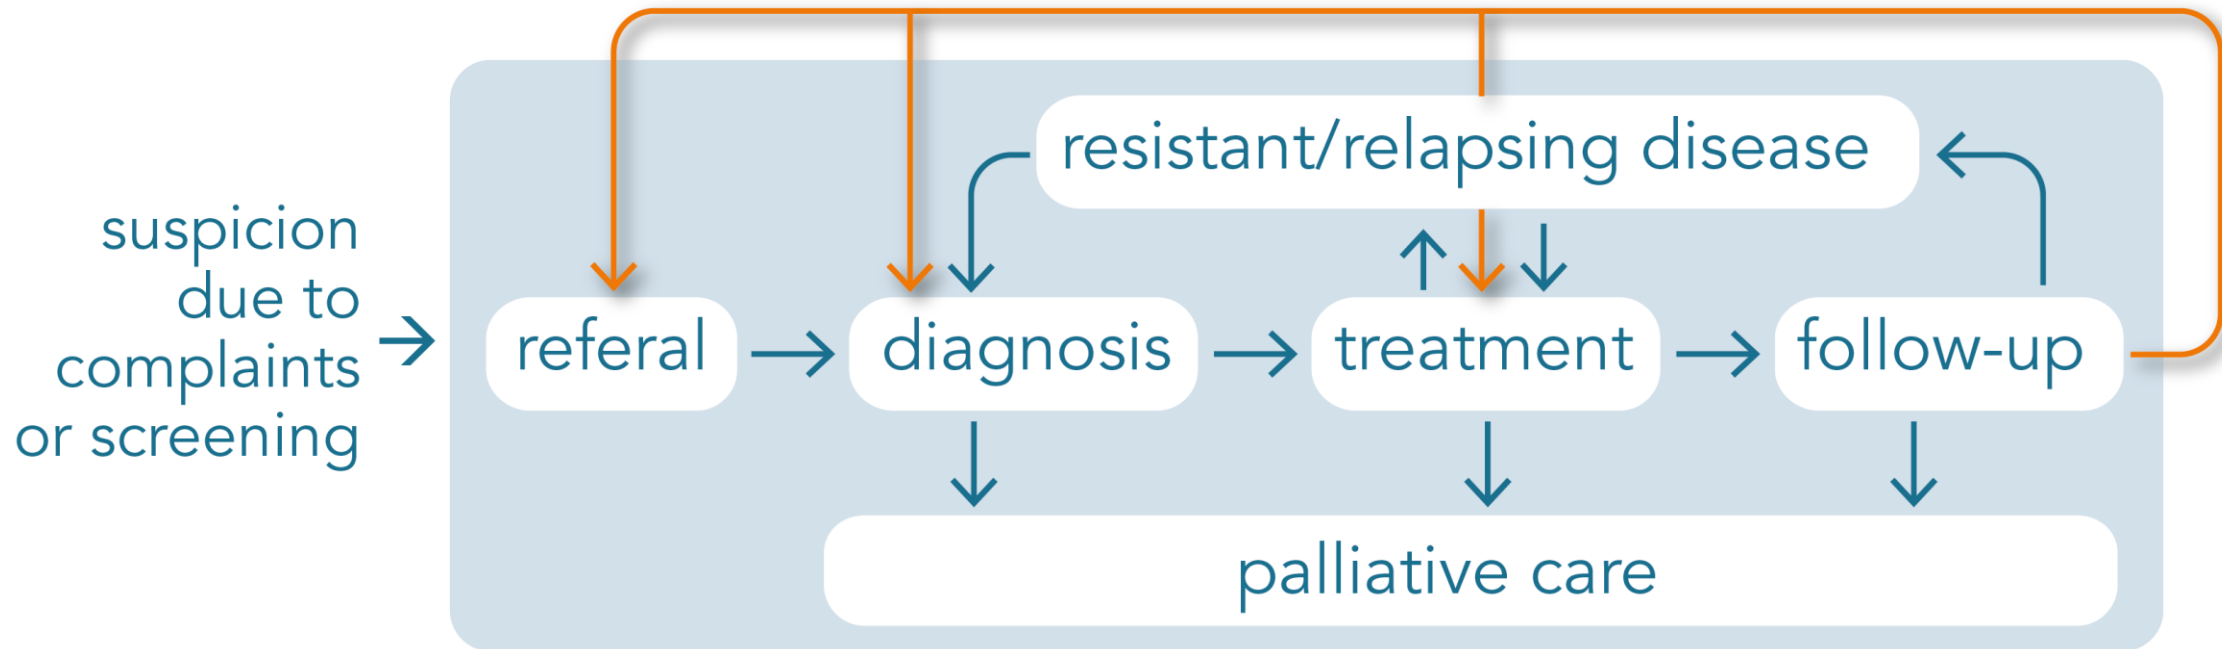 suspicion
due to
complaints
or screening
resistant/relapsing disease
referal
diagnosis
treatment
follow-up
palliative care